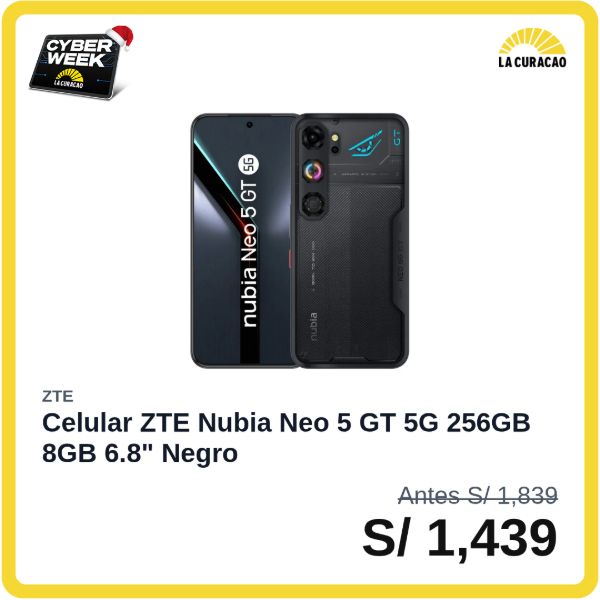 CYBER
WEEK
LA CURACAO
LA CURACAO
nubia Neo 5 GT 5G
GT
nubia
ZTE
Celular ZTE Nubia Neo 5 GT 5G 256GB
8GB 6.8" Negro
Antes S/ 1,839
S/ 1,439